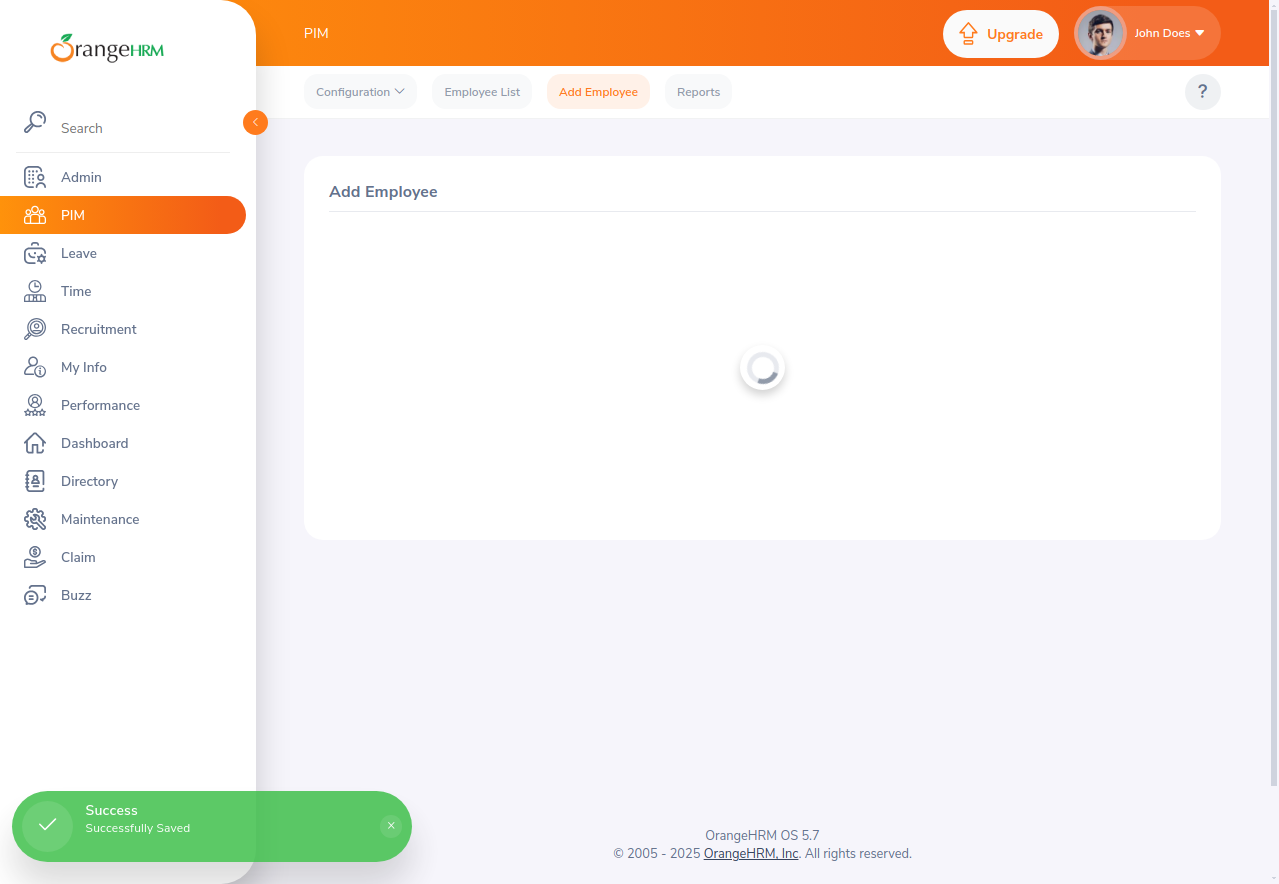 OrangeHRM
PIM
Upgrade
John Does
Configuration
Employee List
Add Employee
Reports
?
Search
Admin
PIM
Leave
Time
Recruitment
My Info
Performance
Dashboard
Directory
Maintenance
Claim
Buzz
Add Employee
Success
Successfully Saved
OrangeHRM OS 5.7
© 2005 - 2025 OrangeHRM, Inc. All rights reserved.